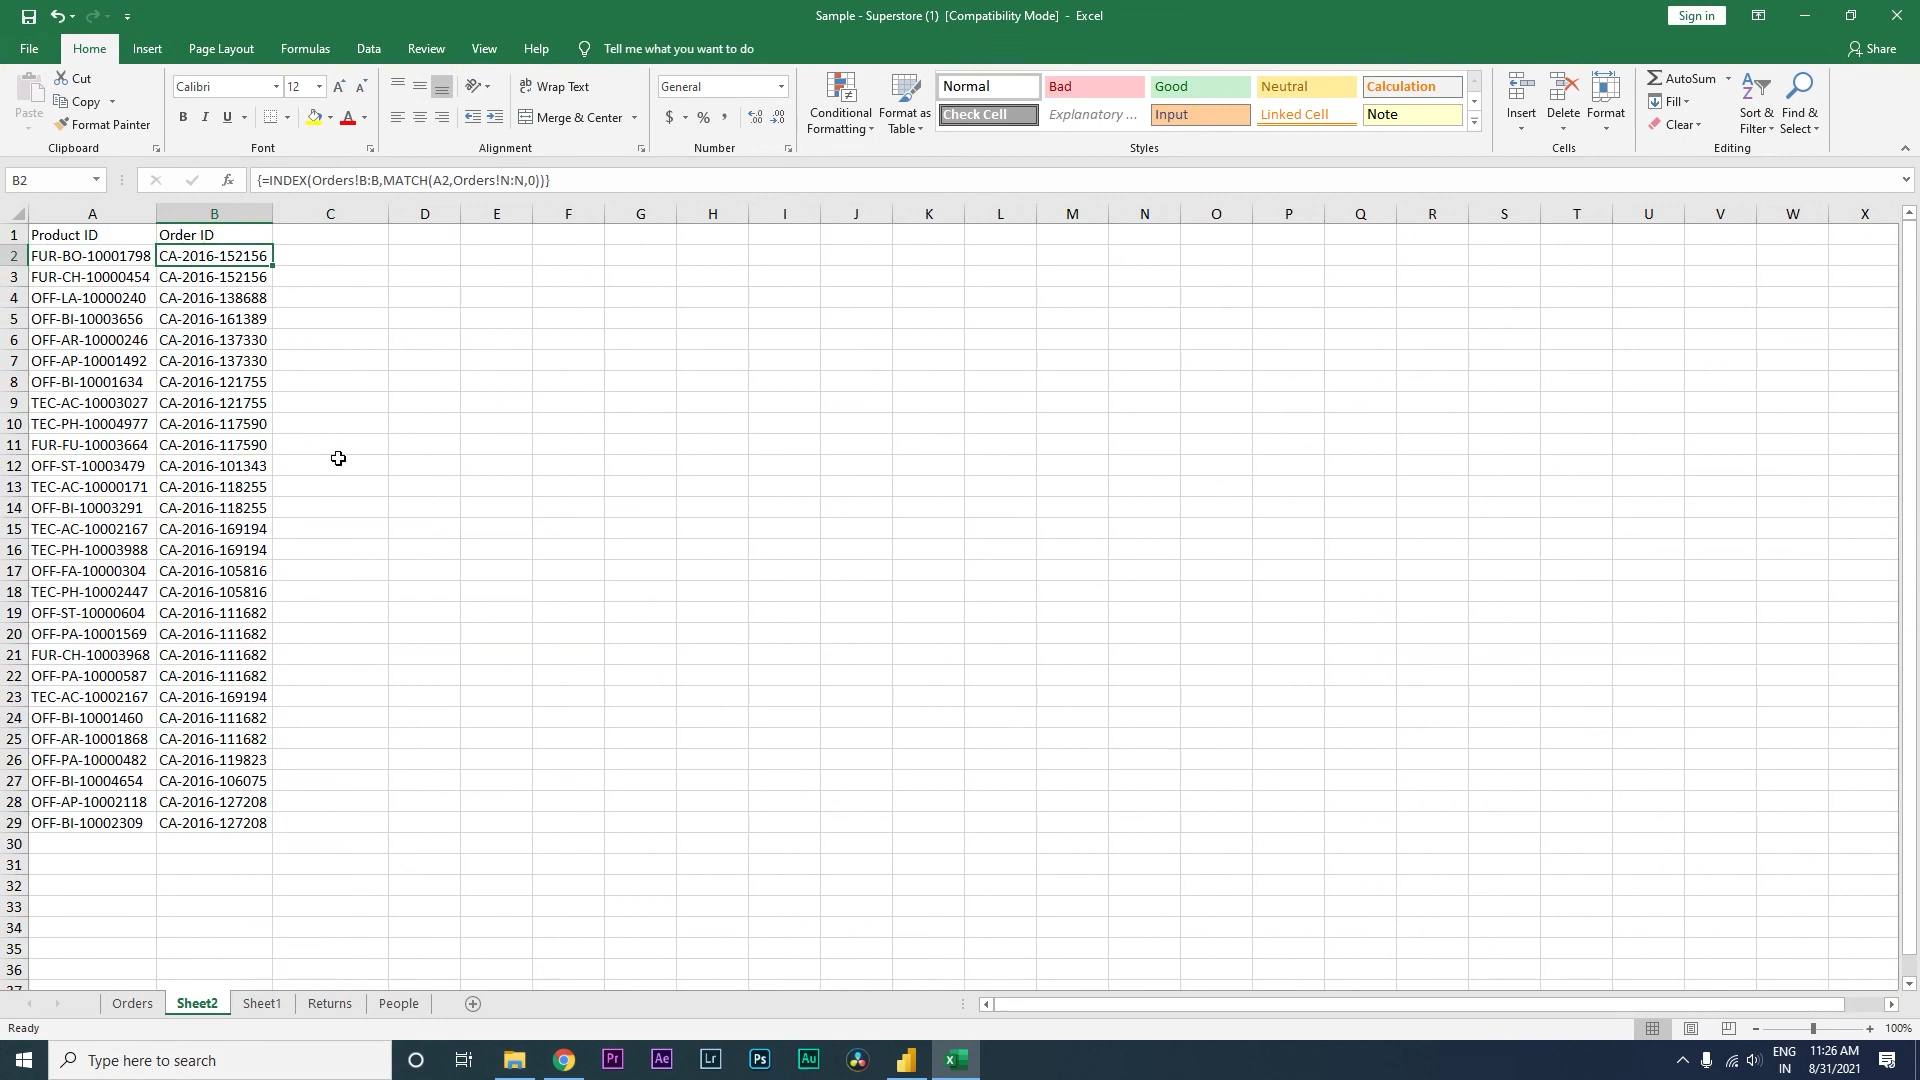 Sample - Superstore (1) [Compatibility Mode] - Excel
Sign in
File Home Insert Page Layout Formulas Data Review View Help Tell me what you want to do
Share
Paste
Cut
Copy
Format Painter
Clipboard
Calibri 12
B I U A
Font
Wrap Text
Merge & Center
Alignment
General
$ % ,
Number
Conditional Formatting
Format as Table
Normal Bad Good Neutral Calculation
Check Cell Explanatory ... Input Linked Cell Note
Styles
Insert Delete Format
Cells
AutoSum
Fill
Clear
Sort & Filter
Find & Select
Editing
B2 fx {=INDEX(Orders!B:B,MATCH(A2,Orders!N:N,0))}
A B C D E F G H I J K L M N O P Q R S T U V W X
1 Product ID Order ID
2 FUR-BO-10001798 CA-2016-152156
3 FUR-CH-10000454 CA-2016-152156
4 OFF-LA-10000240 CA-2016-138688
5 OFF-BI-10003656 CA-2016-161389
6 OFF-AR-10000246 CA-2016-137330
7 OFF-AP-10001492 CA-2016-137330
8 OFF-BI-10001634 CA-2016-121755
9 TEC-AC-10003027 CA-2016-121755
10 TEC-PH-10004977 CA-2016-117590
11 FUR-FU-10003664 CA-2016-117590
12 OFF-ST-10003479 CA-2016-101343
13 TEC-AC-10000171 CA-2016-118255
14 OFF-BI-10003291 CA-2016-118255
15 TEC-AC-10002167 CA-2016-169194
16 TEC-PH-10003988 CA-2016-169194
17 OFF-FA-10000304 CA-2016-105816
18 TEC-PH-10002447 CA-2016-105816
19 OFF-ST-10000604 CA-2016-111682
20 OFF-PA-10001569 CA-2016-111682
21 FUR-CH-10003968 CA-2016-111682
22 OFF-PA-10000587 CA-2016-111682
23 TEC-AC-10002167 CA-2016-169194
24 OFF-BI-10001460 CA-2016-111682
25 OFF-AR-10001868 CA-2016-111682
26 OFF-PA-10000482 CA-2016-119823
27 OFF-BI-10004654 CA-2016-106075
28 OFF-AP-10002118 CA-2016-127208
29 OFF-BI-10002309 CA-2016-127208
30
31
32
33
34
35
36
37
Orders Sheet2 Sheet1 Returns People
Ready
100%
Type here to search
Pr Ae Lr Ps Au
ENG
IN
11:26 AM
8/31/2021